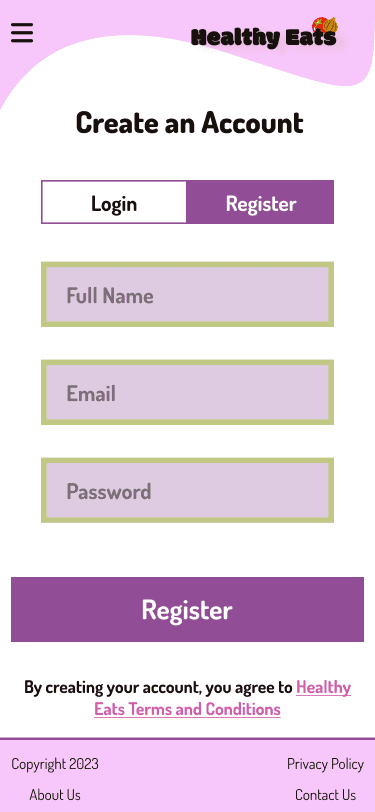 Healthy Eats
Create an Account
Login
Register
Full Name
Email
Password
Register
By creating your account, you agree to Healthy
Eats Terms and Conditions
Copyright 2023
Privacy Policy
About Us
Contact Us